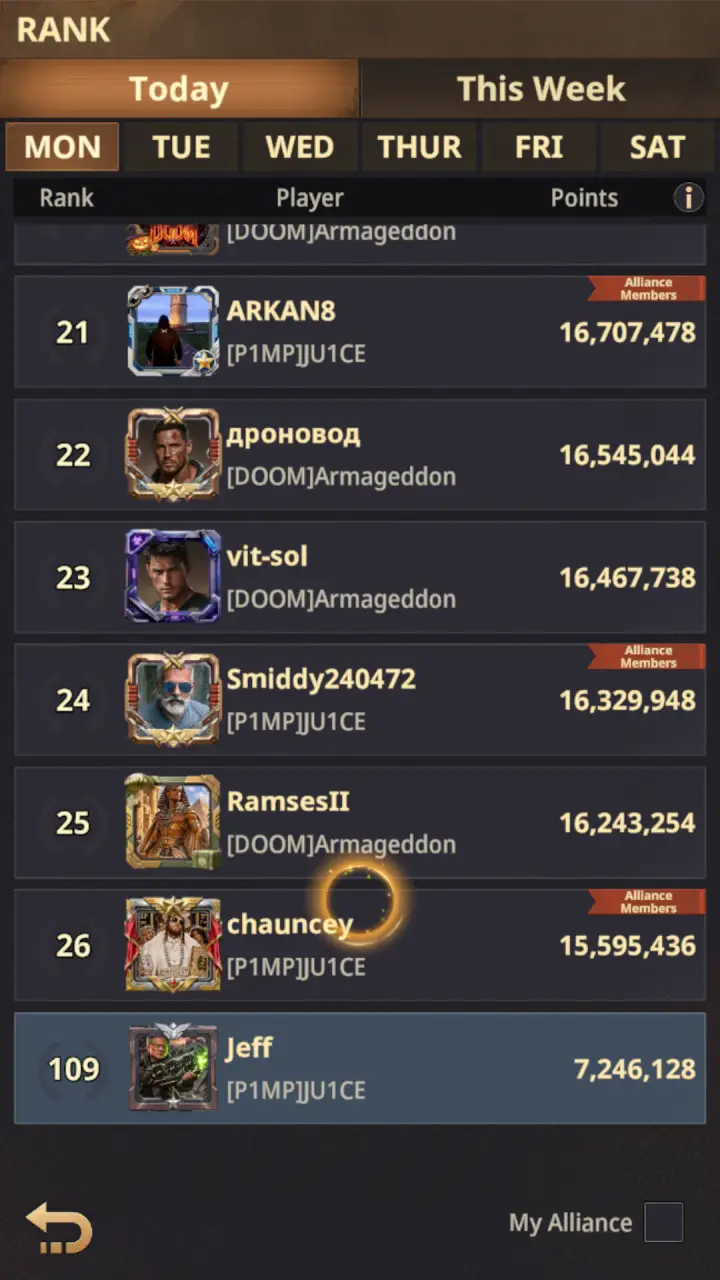 RANK
Today
This Week
MON TUE WED THUR FRI SAT
Rank Player Points i
[DOOM]Armageddon
Alliance
Members
21 ARKAN8 16,707,478
[P1MP]JU1CE
22 дроновод 16,545,044
[DOOM]Armageddon
23 vit-sol 16,467,738
[DOOM]Armageddon
Alliance
Members
24 Smiddy240472 16,329,948
[P1MP]JU1CE
25 RamsesII 16,243,254
[DOOM]Armageddon
Alliance
Members
26 chauncey 15,595,436
[P1MP]JU1CE
109 Jeff 7,246,128
[P1MP]JU1CE
My Alliance